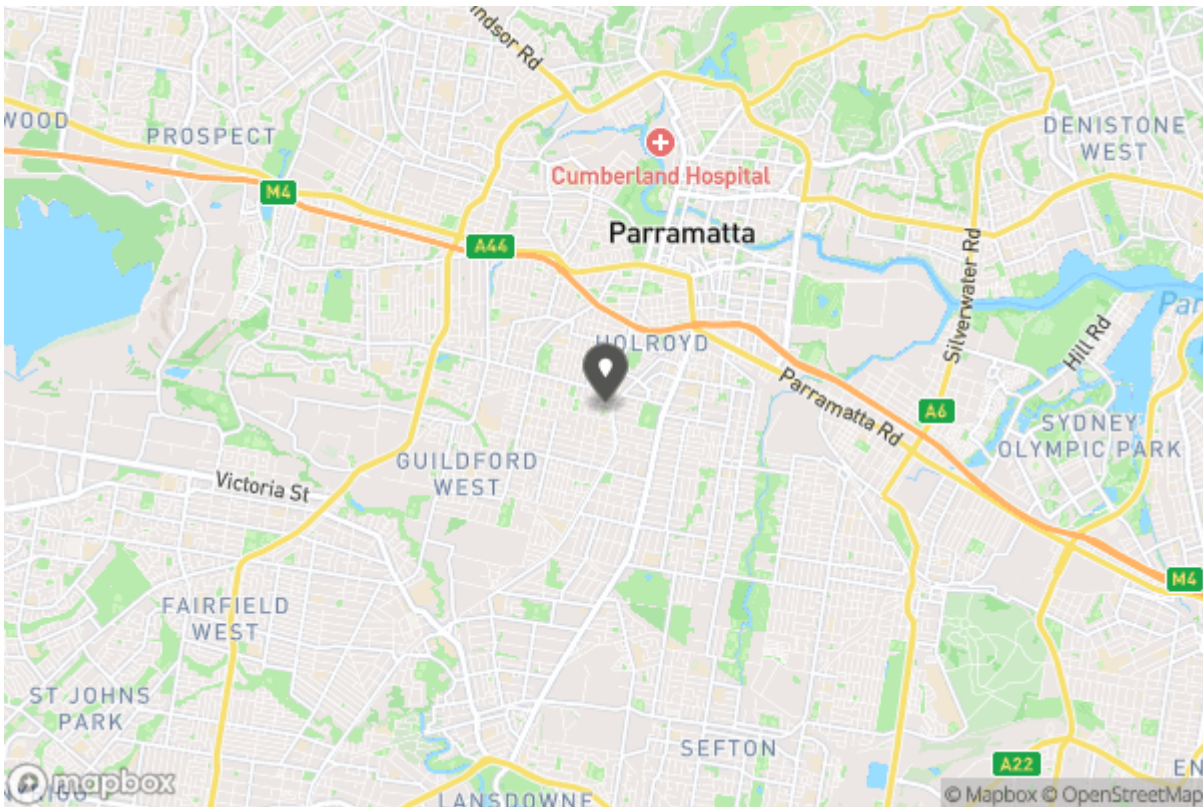 ndsor Rd
WOOD
PROSPECT
DENISTONE
WEST
Cumberland Hospital
M4
Parramatta
A44
Silverwater Rd
Par
Hill Rd
HOLROYD
Parramatta Rd
A6
SYDNEY
OLYMPIC PARK
GUILDFORD
WEST
Victoria St
M4
FAIRFIELD
WEST
ST JOHNS
PARK
SEFTON
A22
EN
mapbox
LANSDOWNE
© Mapbox © OpenStreetMap